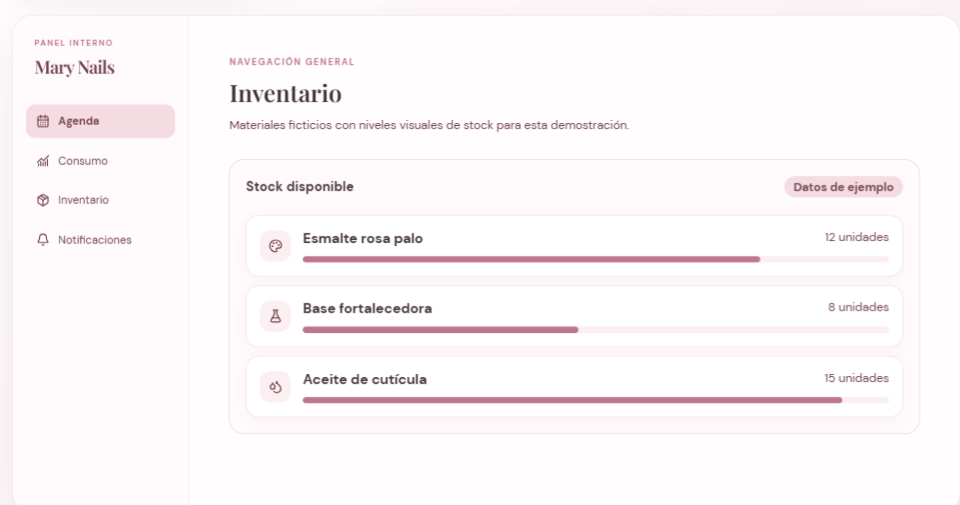 PANEL INTERNO
Mary Nails
Agenda
Consumo
Inventario
Notificaciones
NAVEGACIÓN GENERAL
Inventario
Materiales ficticios con niveles visuales de stock para esta demostración.
Stock disponible
Datos de ejemplo
Esmalte rosa palo
12 unidades
Base fortalecedora
8 unidades
Aceite de cutícula
15 unidades